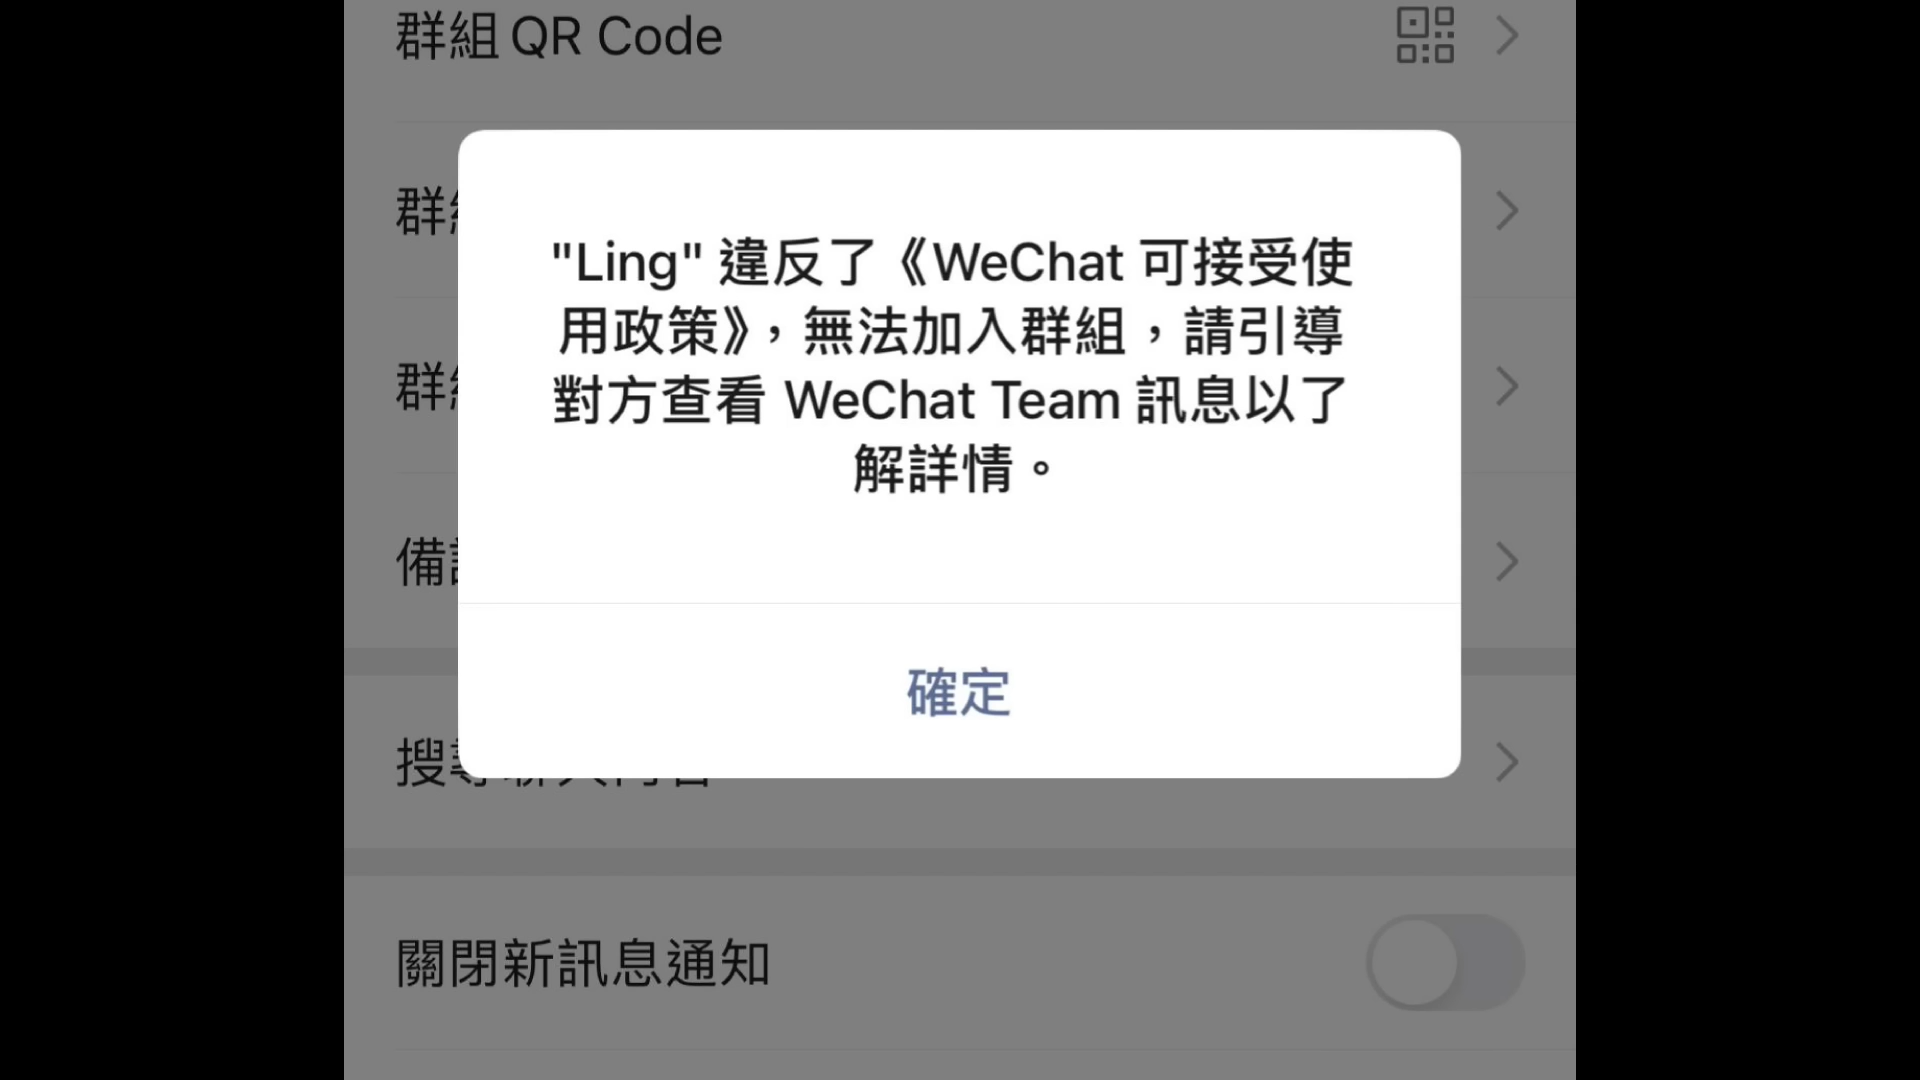 群組 QR Code
"Ling" 違反了《WeChat 可接受使
用政策》，無法加入群組，請引導
對方查看 WeChat Team 訊息以了
解詳情。
確定
關閉新訊息通知